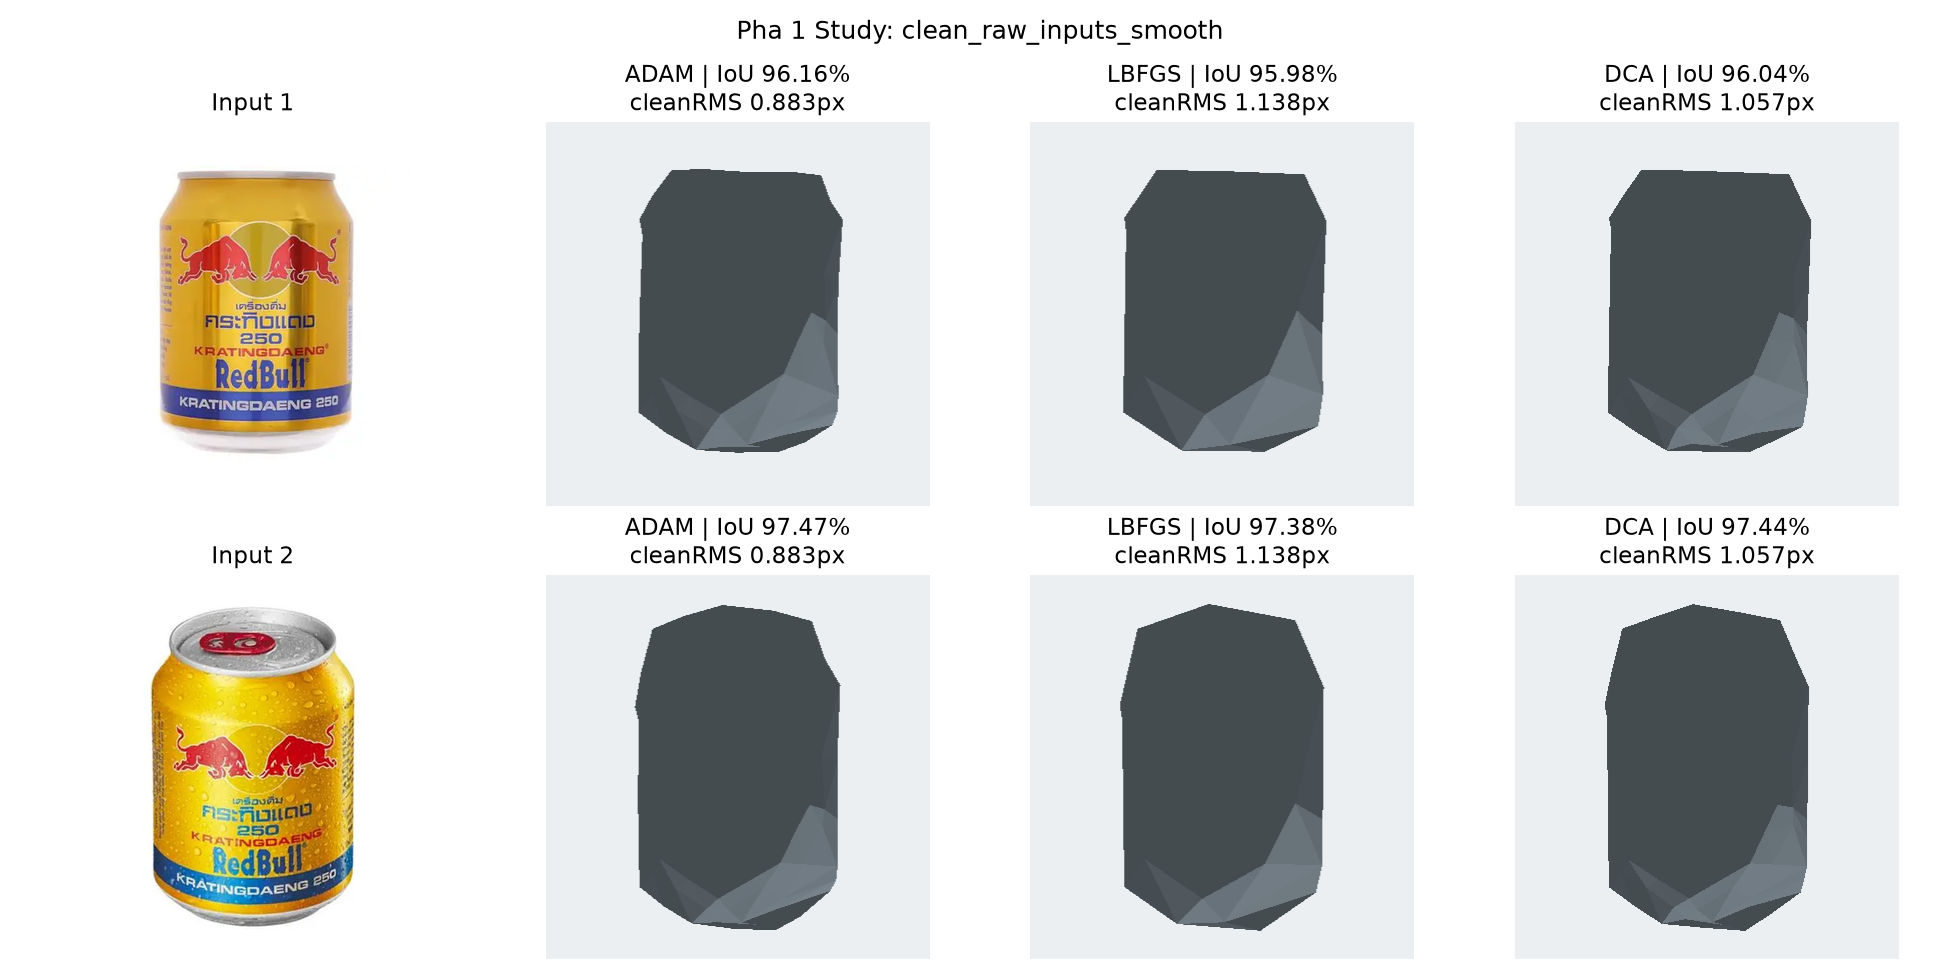 Pha 1 Study: clean_raw_inputs_smooth
Input 1
ADAM | IoU 96.16%
cleanRMS 0.883px
LBFGS | IoU 95.98%
cleanRMS 1.138px
DCA | IoU 96.04%
cleanRMS 1.057px
เครื่องดื่ม
กระทิงแดง
250
KRATINGDAENG®
RedBull
KRATINGDAENG 250
Input 2
ADAM | IoU 97.47%
cleanRMS 0.883px
LBFGS | IoU 97.38%
cleanRMS 1.138px
DCA | IoU 97.44%
cleanRMS 1.057px
เครื่องดื่ม
กระทิงแดง
250
KRATINGDAENG
RedBull
KRATINGDAENG 250